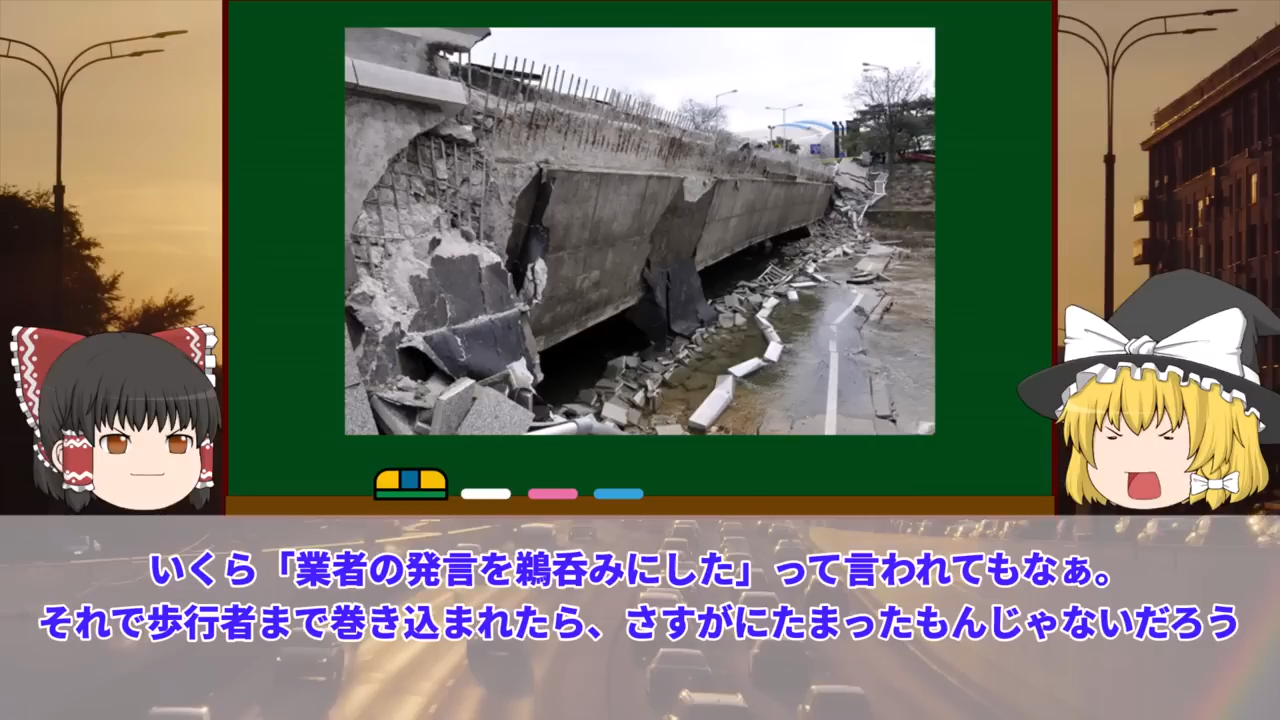 いくら「業者の発言を鵜呑みにした」って言われてもなぁ。
それで歩行者まで巻き込まれたら、さすがにたまったもんじゃないだろう